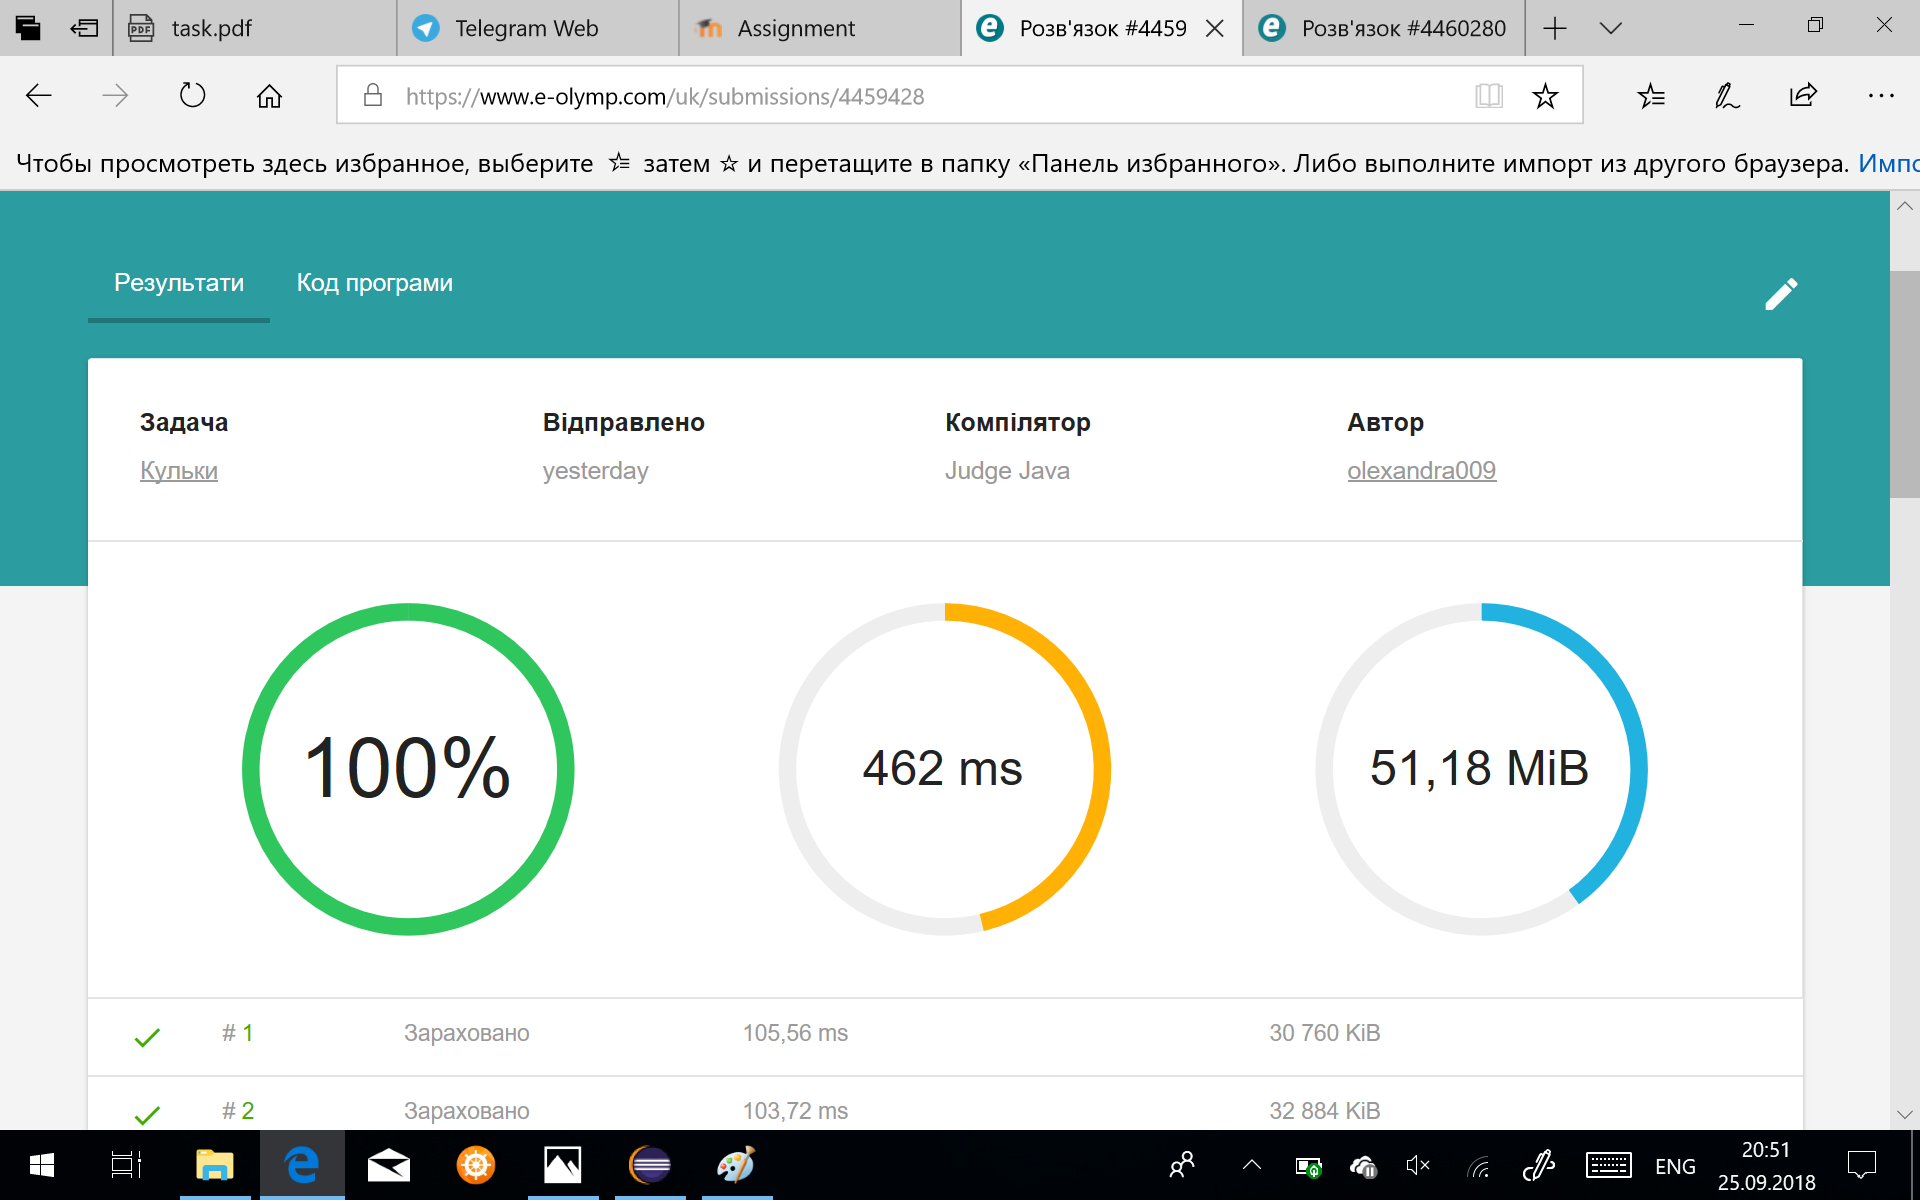 task.pdf
Telegram Web
Assignment
Розв'язок #4459
Розв'язок #4460280
https://www.e-olymp.com/uk/submissions/4459428
Чтобы просмотреть здесь избранное, выберите затем ☆ и перетащите в папку «Панель избранного». Либо выполните импорт из другого браузера. Импо
Результати
Код програми
Задача
Відправлено
Компілятор
Автор
Кульки
yesterday
Judge Java
olexandra009
100%
462 ms
51,18 MiB
# 1 Зараховано 105,56 ms 30 760 KiB
# 2 Зараховано 103,72 ms 32 884 KiB
ENG
20:51
25.09.2018